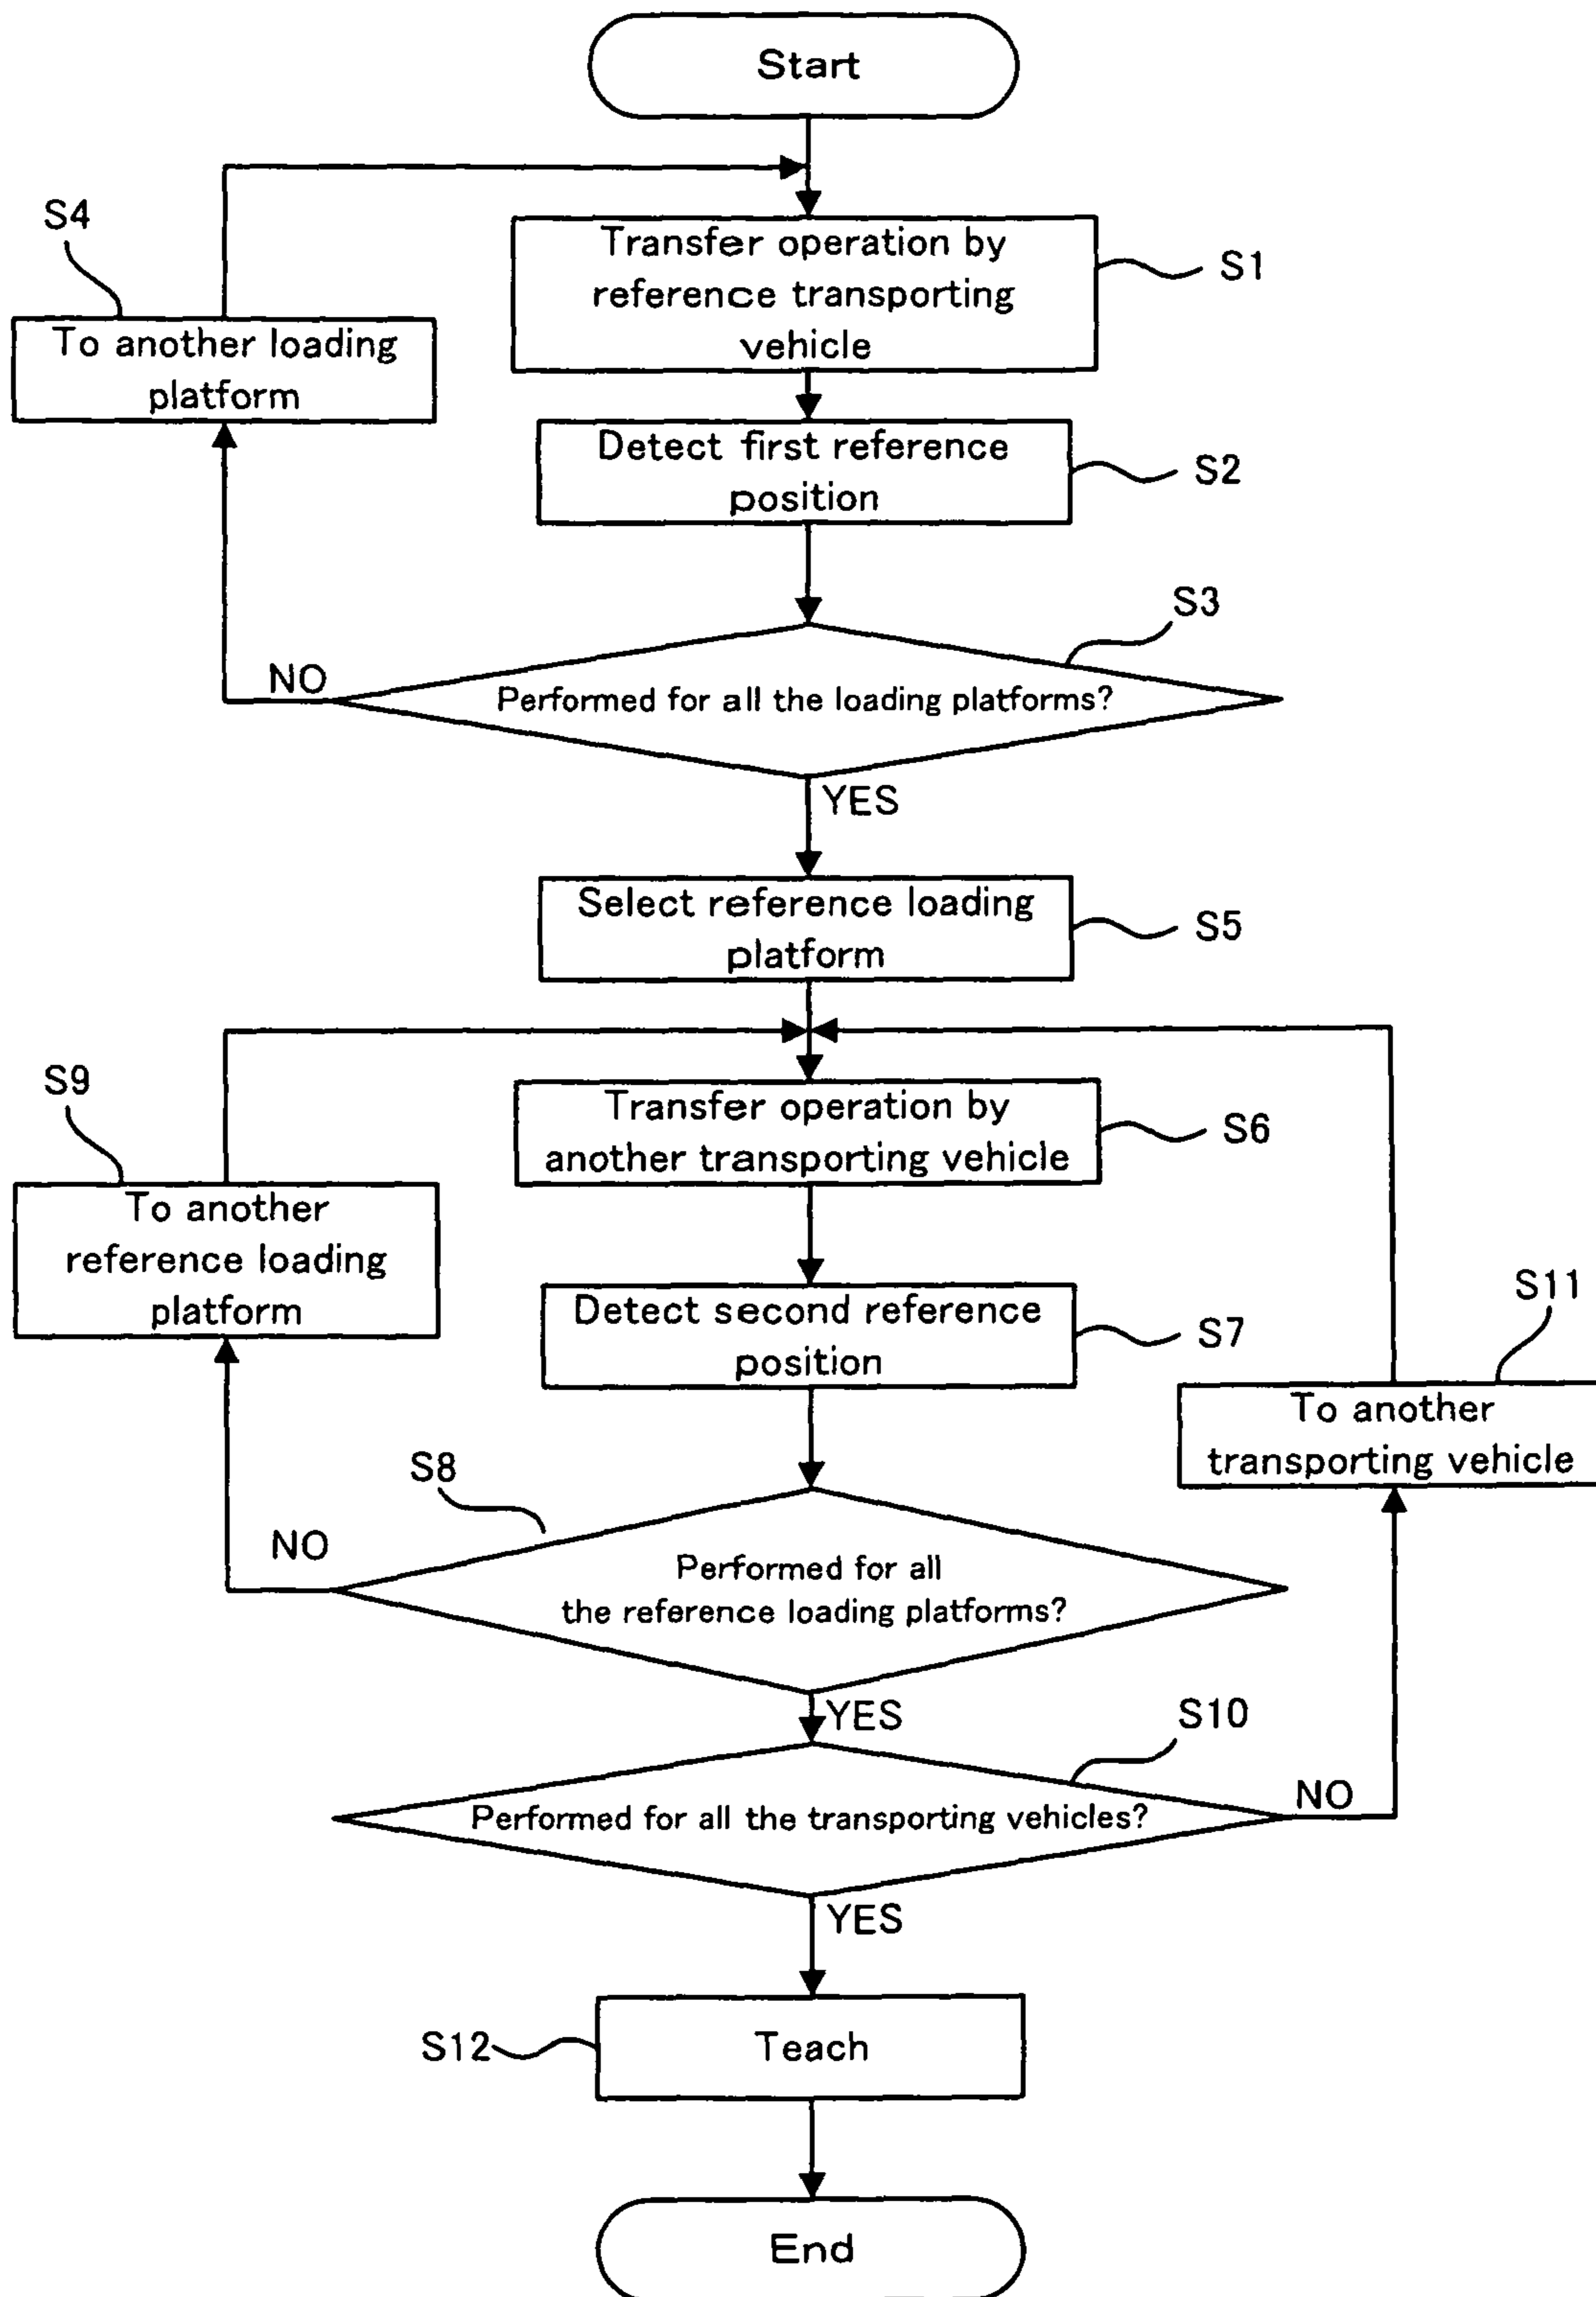 Start
S4
Transfer operation by
reference transporting
vehicle
S1
To another loading
platform
Detect first reference
position
S2
S3
NO
Performed for all the loading platforms?
YES
Select reference loading
platform
S5
S9
Transfer operation by
another transporting vehicle
S6
To another
reference loading
platform
Detect second reference
position
S7
S11
To another
transporting vehicle
S8
NO
Performed for all
the reference loading platforms?
YES
S10
NO
Performed for all the transporting vehicles?
YES
S12
Teach
End